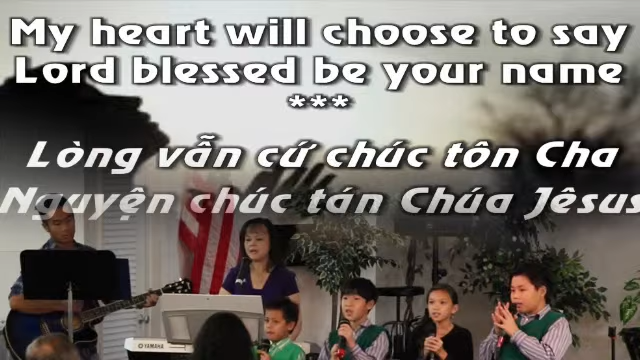 My heart will choose to say
Lord blessed be your name
***
Lòng vẫn cứ chúc tôn Cha
Nguyện chúc tán Chúa Jêsus
YAMAHA